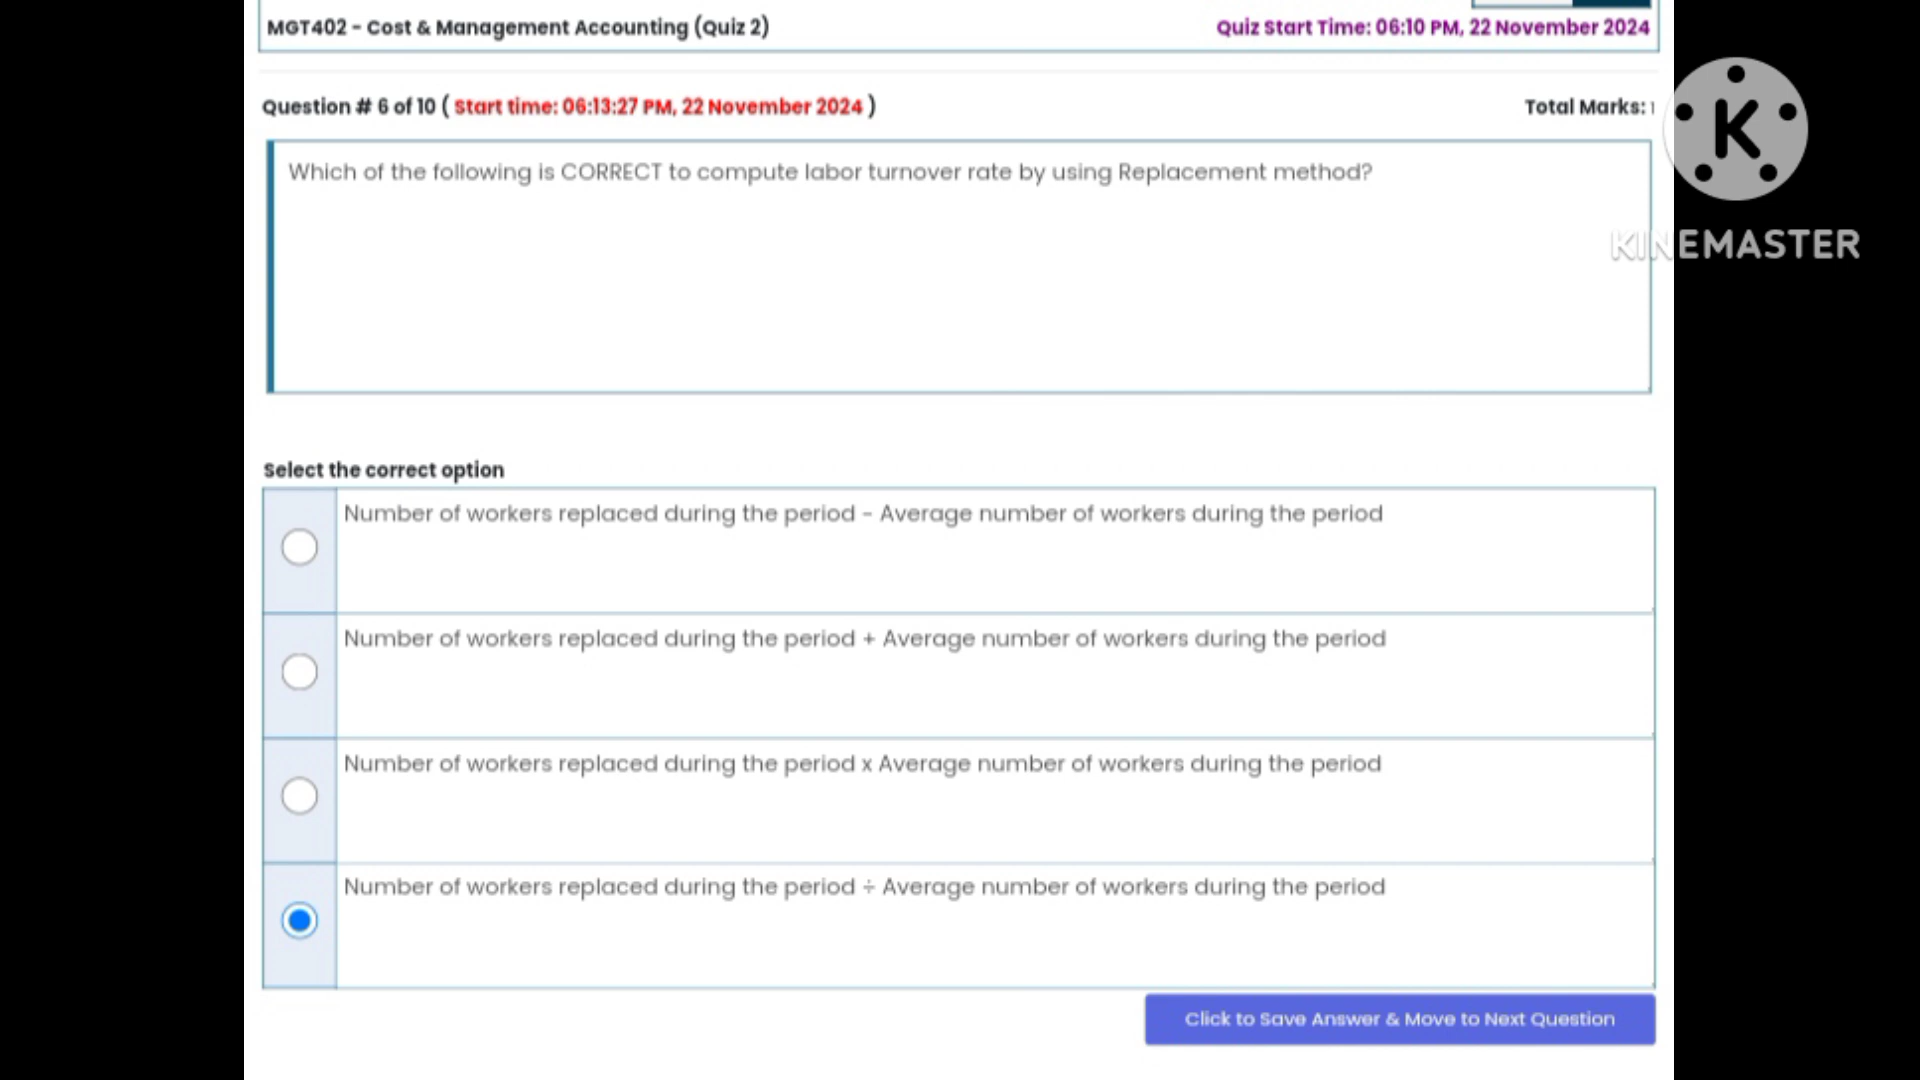 MGT402 - Cost & Management Accounting (Quiz 2)
Quiz Start Time: 06:10 PM, 22 November 2024
Question # 6 of 10 ( Start time: 06:13:27 PM, 22 November 2024 )
Total Marks: 1
Which of the following is CORRECT to compute labor turnover rate by using Replacement method?
K
KINEMASTER
Select the correct option
Number of workers replaced during the period - Average number of workers during the period
Number of workers replaced during the period + Average number of workers during the period
Number of workers replaced during the period x Average number of workers during the period
Number of workers replaced during the period ÷ Average number of workers during the period
Click to Save Answer & Move to Next Question